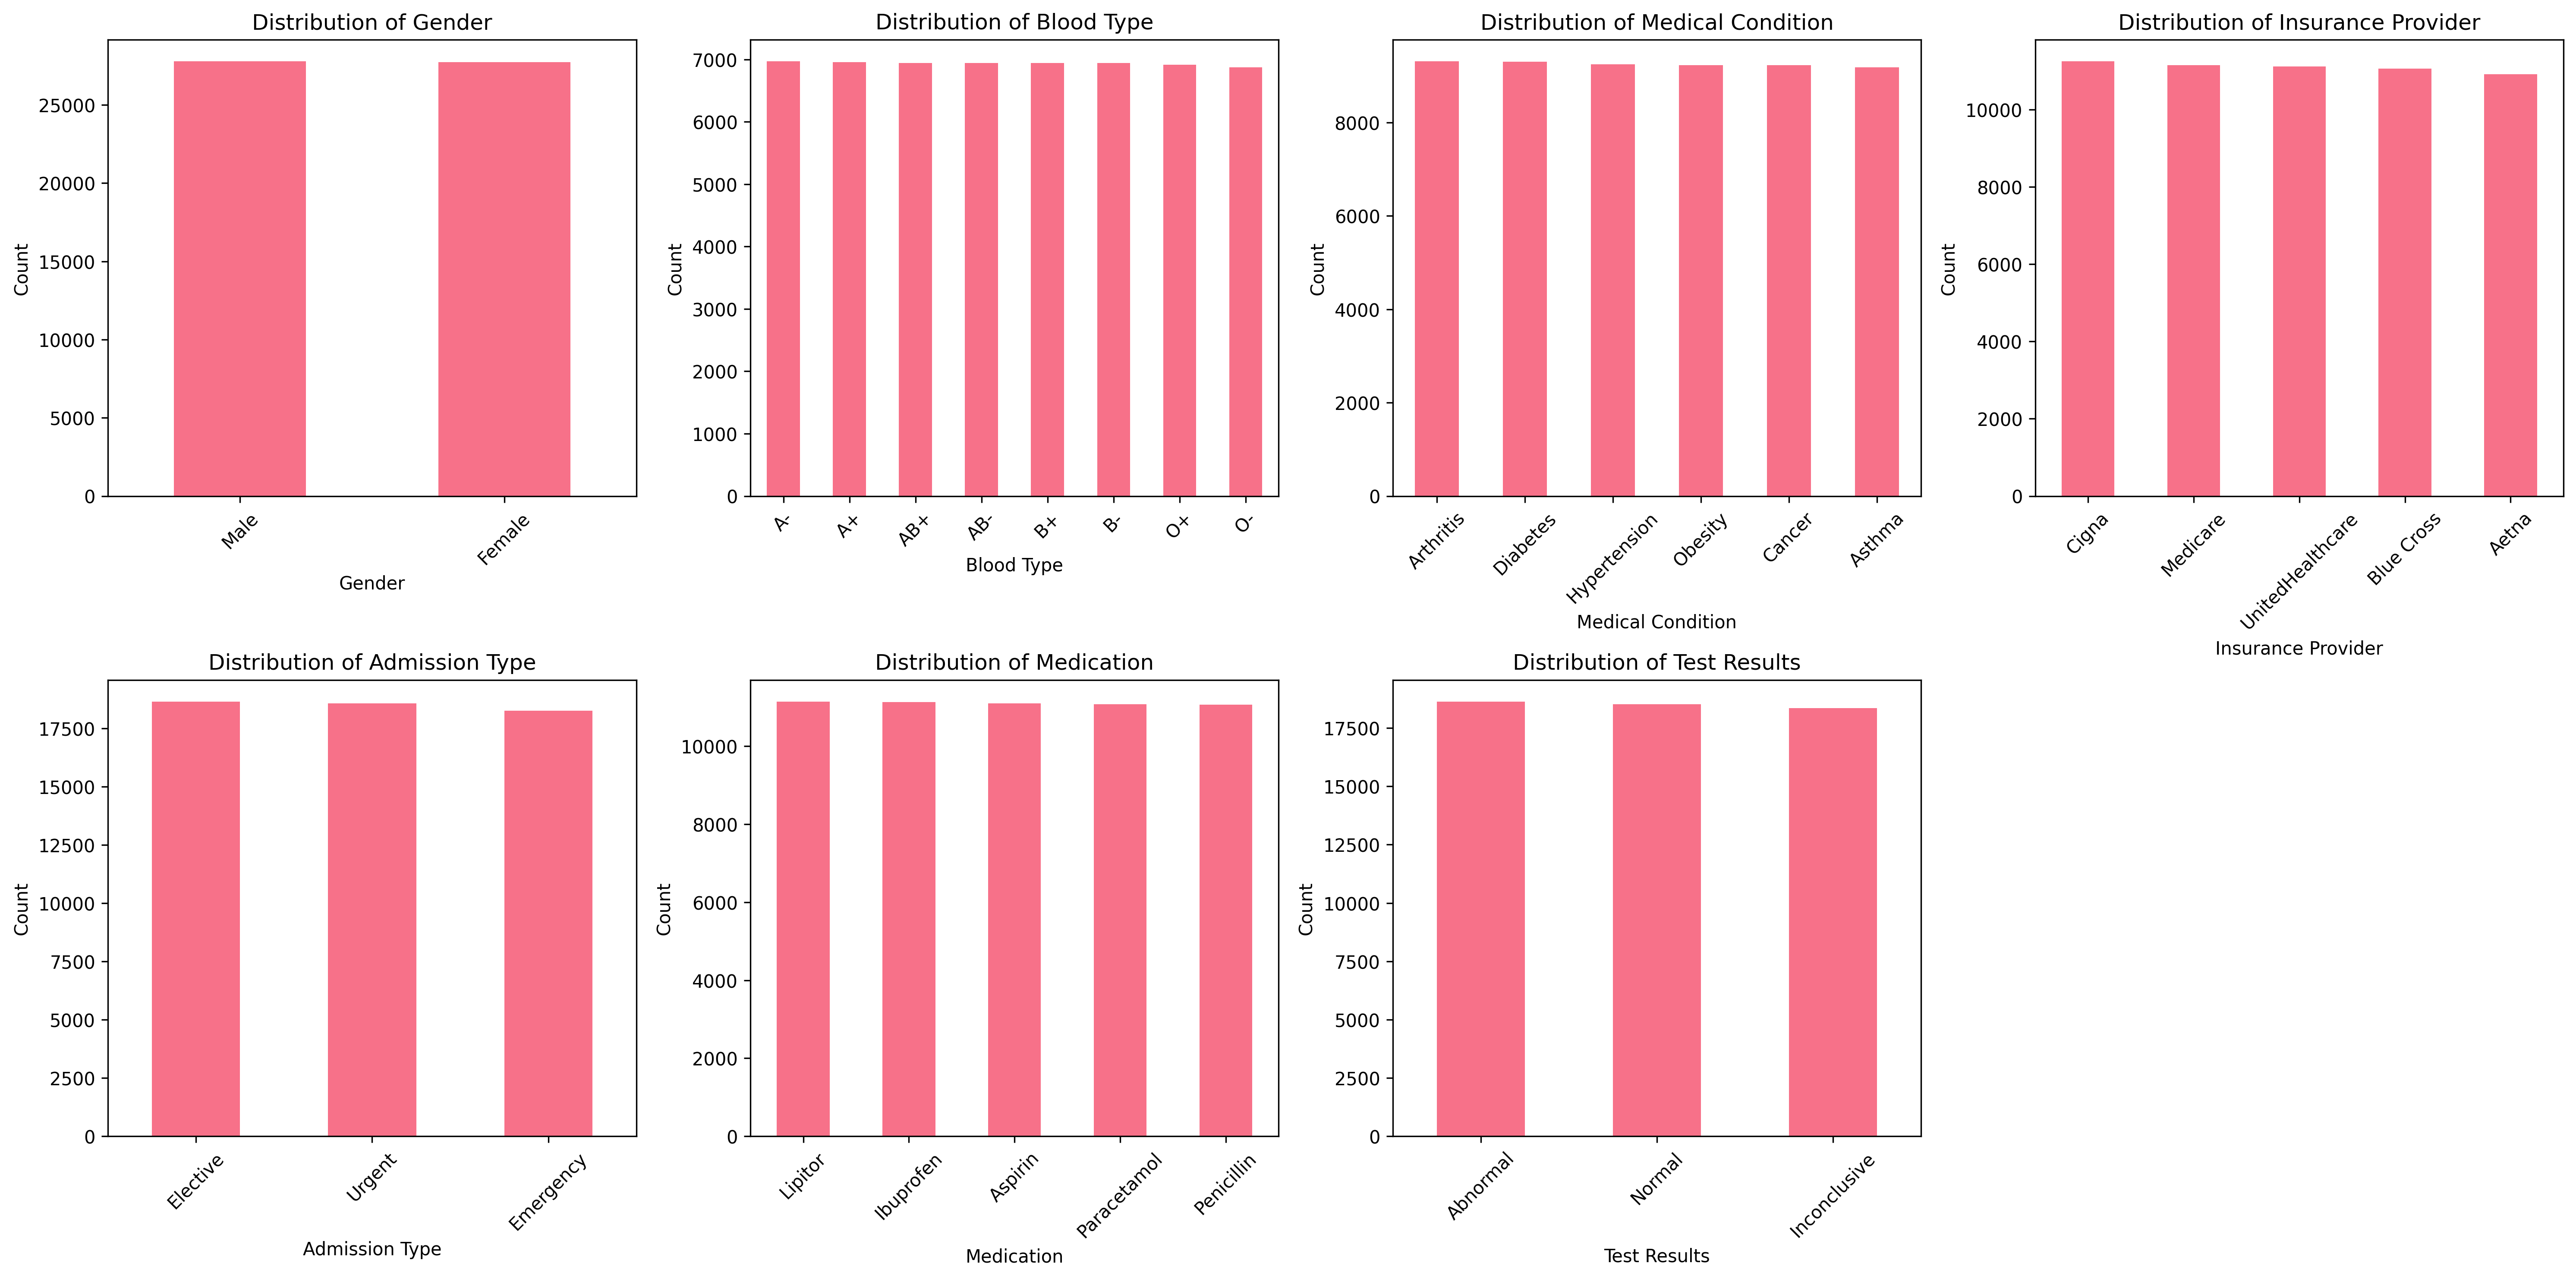 Distribution of Gender
Count
25000
20000
15000
10000
5000
0
Male
Female
Gender
Distribution of Blood Type
Count
7000
6000
5000
4000
3000
2000
1000
0
A-
A+
AB+
AB-
B+
B-
O+
O-
Blood Type
Distribution of Medical Condition
Count
8000
6000
4000
2000
0
Arthritis
Diabetes
Hypertension
Obesity
Cancer
Asthma
Medical Condition
Distribution of Insurance Provider
Count
10000
8000
6000
4000
2000
0
Cigna
Medicare
UnitedHealthcare
Blue Cross
Aetna
Insurance Provider
Distribution of Admission Type
Count
17500
15000
12500
10000
7500
5000
2500
0
Elective
Urgent
Emergency
Admission Type
Distribution of Medication
Count
10000
8000
6000
4000
2000
0
Lipitor
Ibuprofen
Aspirin
Paracetamol
Penicillin
Medication
Distribution of Test Results
Count
17500
15000
12500
10000
7500
5000
2500
0
Abnormal
Normal
Inconclusive
Test Results